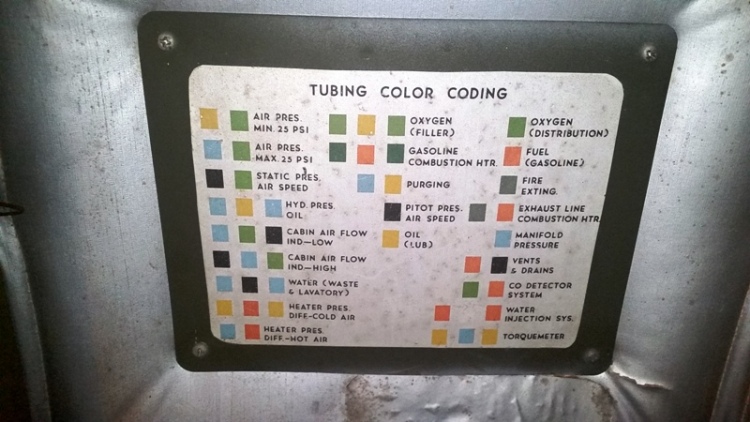 TUBING COLOR CODING
AIR PRES.
MIN. 25 PSI
AIR PRES.
MAX. 25 PSI
STATIC PRES.
AIR SPEED
HYD. PRES.
OIL
CABIN AIR FLOW
IND-LOW
CABIN AIR FLOW
IND-HIGH
WATER (WASTE
& LAVATORY)
HEATER PRES.
DIFF-COLD AIR
HEATER PRES.
DIFF.-HOT AIR
OXYGEN
(FILLER)
GASOLINE
COMBUSTION HTR.
PURGING
PITOT PRES.
AIR SPEED
OIL
(LUB)
OXYGEN
(DISTRIBUTION)
FUEL
(GASOLINE)
FIRE
EXTING.
EXHAUST LINE
COMBUSTION HTR.
MANIFOLD
PRESSURE
VENTS
& DRAINS
CO DETECTOR
SYSTEM
WATER
INJECTION SYS.
TORQUEMETER